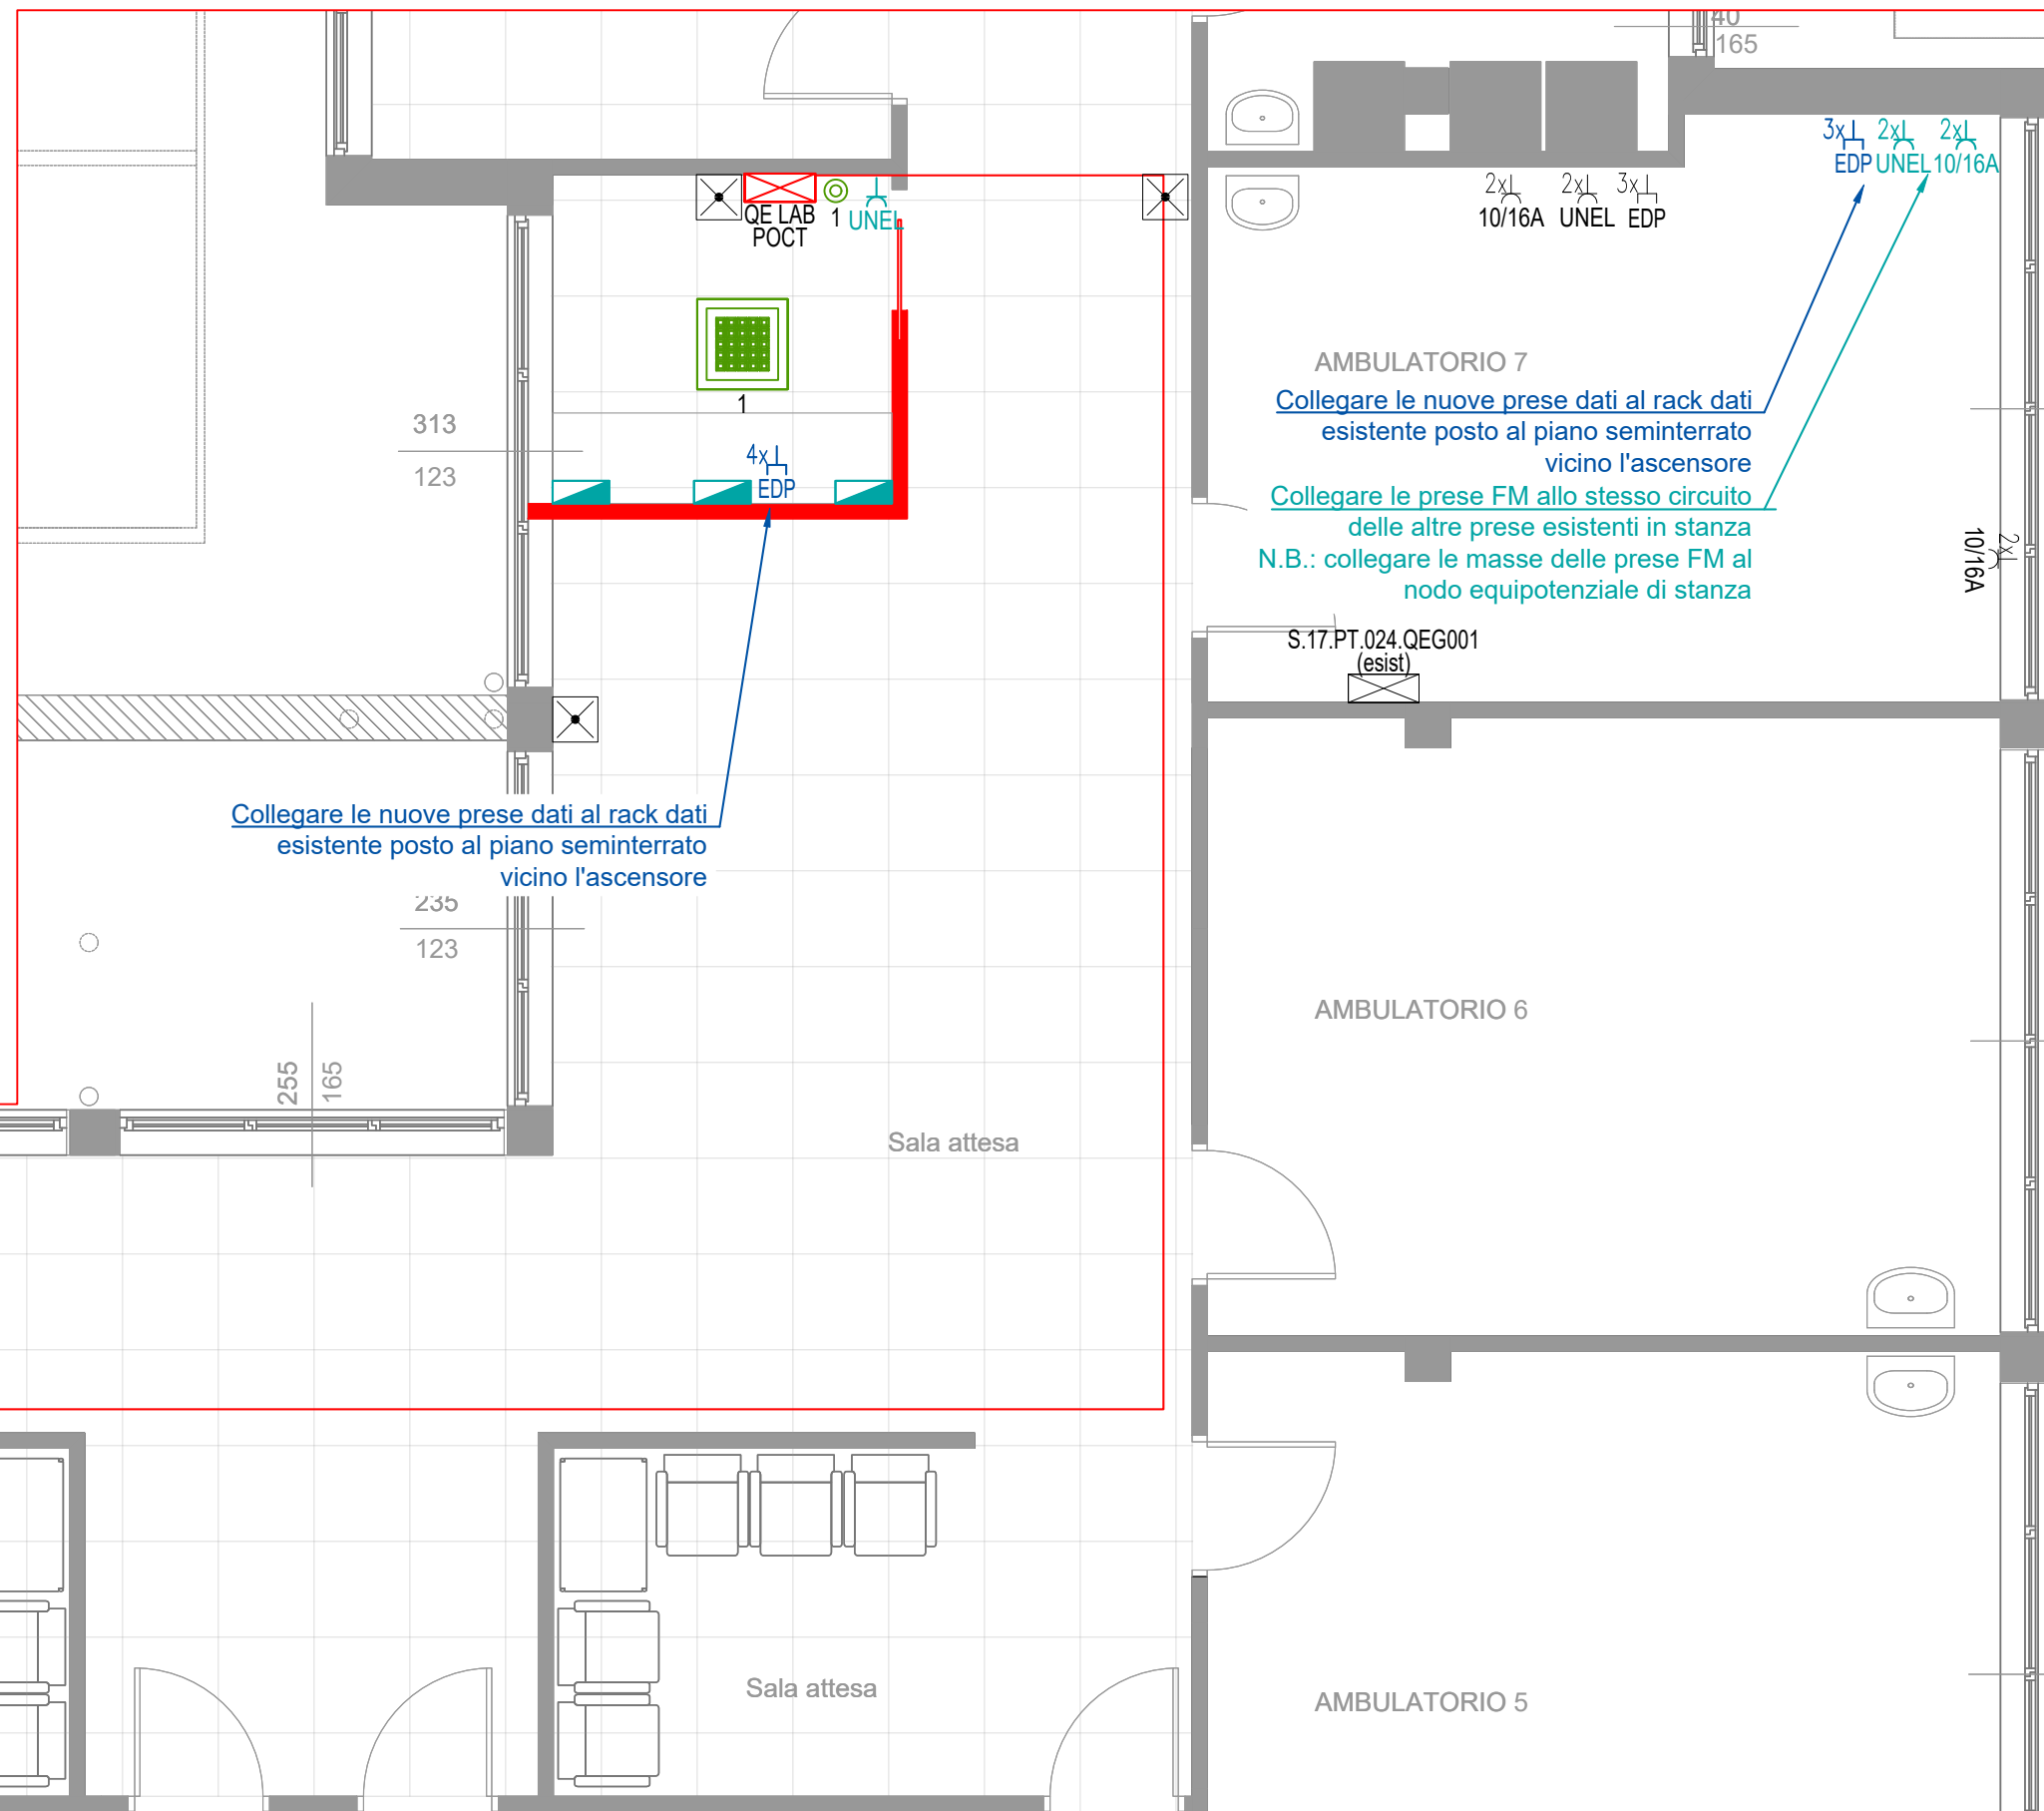 40
165
3x
EDP
2x
UNEL
2x
10/16A
QE LAB
POCT
1
UNEL
2x
10/16A
2x
UNEL
3x
EDP
1
313
123
4x
EDP
AMBULATORIO 7
Collegare le nuove prese dati al rack dati
esistente posto al piano seminterrato
vicino l'ascensore
Collegare le prese FM allo stesso circuito
delle altre prese esistenti in stanza
N.B.: collegare le masse delle prese FM al
nodo equipotenziale di stanza
2x
10/16A
S.17.PT.024.QEG001
(esist)
Collegare le nuove prese dati al rack dati
esistente posto al piano seminterrato
vicino l'ascensore
235
123
AMBULATORIO 6
255
165
Sala attesa
Sala attesa
AMBULATORIO 5